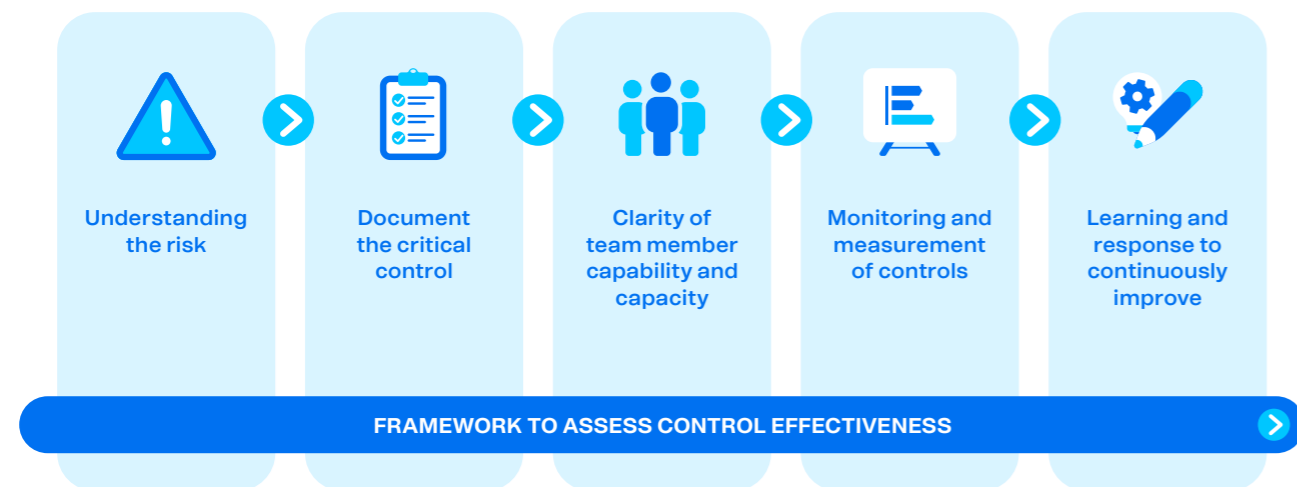 Understanding
the risk
Document
the critical
control
Clarity of
team member
capability and
capacity
Monitoring and
measurement
of controls
Learning and
response to
continuously
improve
FRAMEWORK TO ASSESS CONTROL EFFECTIVENESS